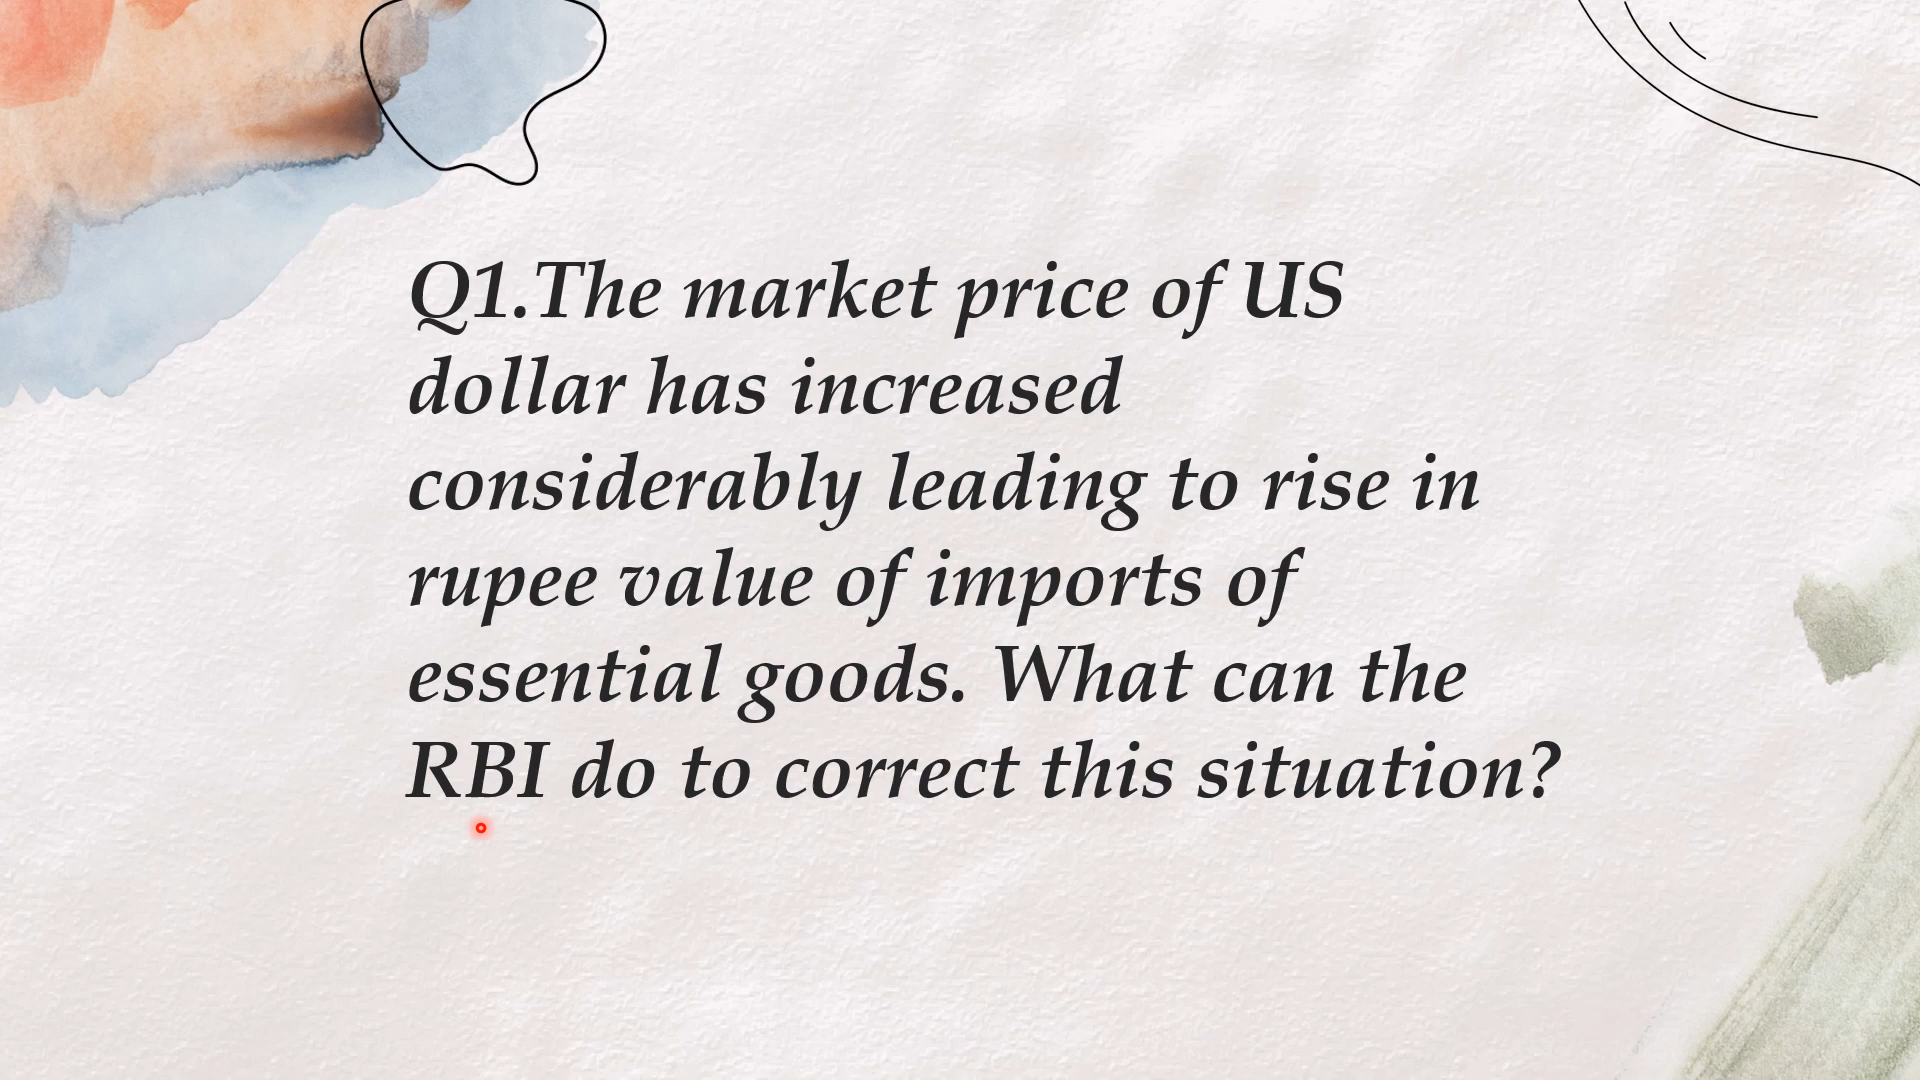 Q1.The market price of US
dollar has increased
considerably leading to rise in
rupee value of imports of
essential goods. What can the
RBI do to correct this situation?